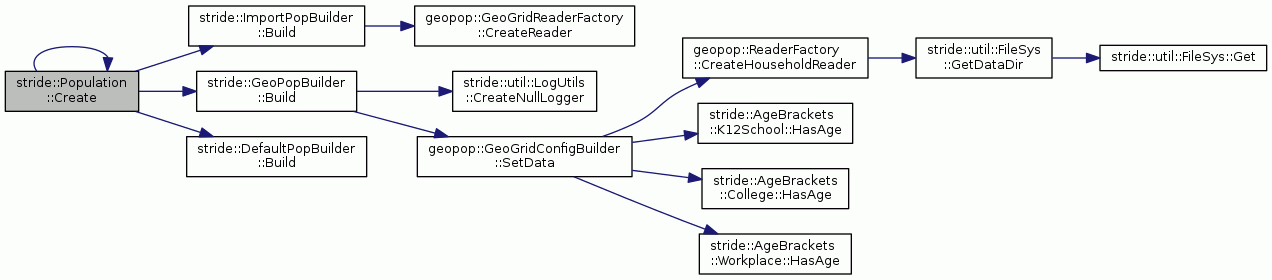 stride::ImportPopBuilder
::Build
geopop::GeoGridReaderFactory
::CreateReader
geopop::ReaderFactory
::CreateHouseholdReader
stride::util::FileSys
::GetDataDir
stride::util::FileSys::Get
stride::Population
::Create
stride::GeoPopBuilder
::Build
stride::util::LogUtils
::CreateNullLogger
stride::AgeBrackets
::K12School::HasAge
stride::DefaultPopBuilder
::Build
geopop::GeoGridConfigBuilder
::SetData
stride::AgeBrackets
::College::HasAge
stride::AgeBrackets
::Workplace::HasAge